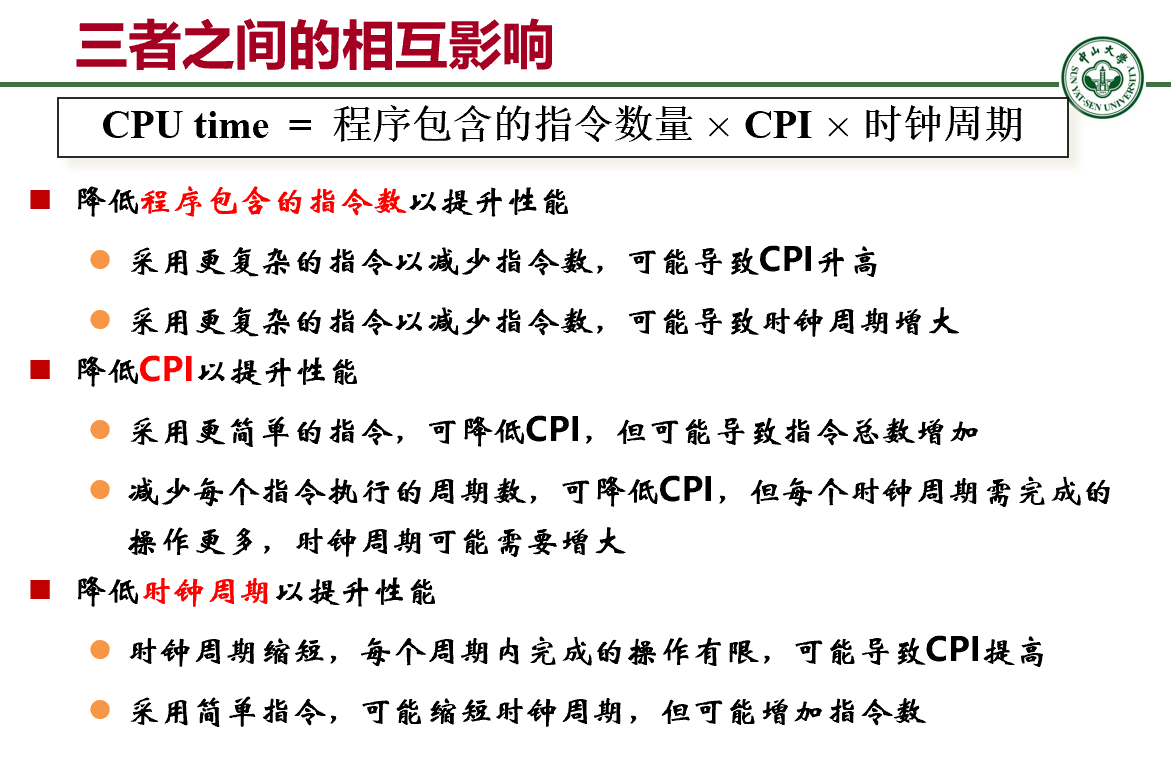 三者之间的相互影响
中山大学
SUN YAT-SEN UNIVERSITY
CPU time = 程序包含的指令数量 × CPI × 时钟周期
降低程序包含的指令数以提升性能
采用更复杂的指令以减少指令数，可能导致CPI升高
采用更复杂的指令以减少指令数，可能导致时钟周期增大
降低CPI以提升性能
采用更简单的指令，可降低CPI，但可能导致指令总数增加
减少每个指令执行的周期数，可降低CPI，但每个时钟周期需完成的
操作更多，时钟周期可能需要增大
降低时钟周期以提升性能
时钟周期缩短，每个周期内完成的操作有限，可能导致CPI提高
采用简单指令，可能缩短时钟周期，但可能增加指令数